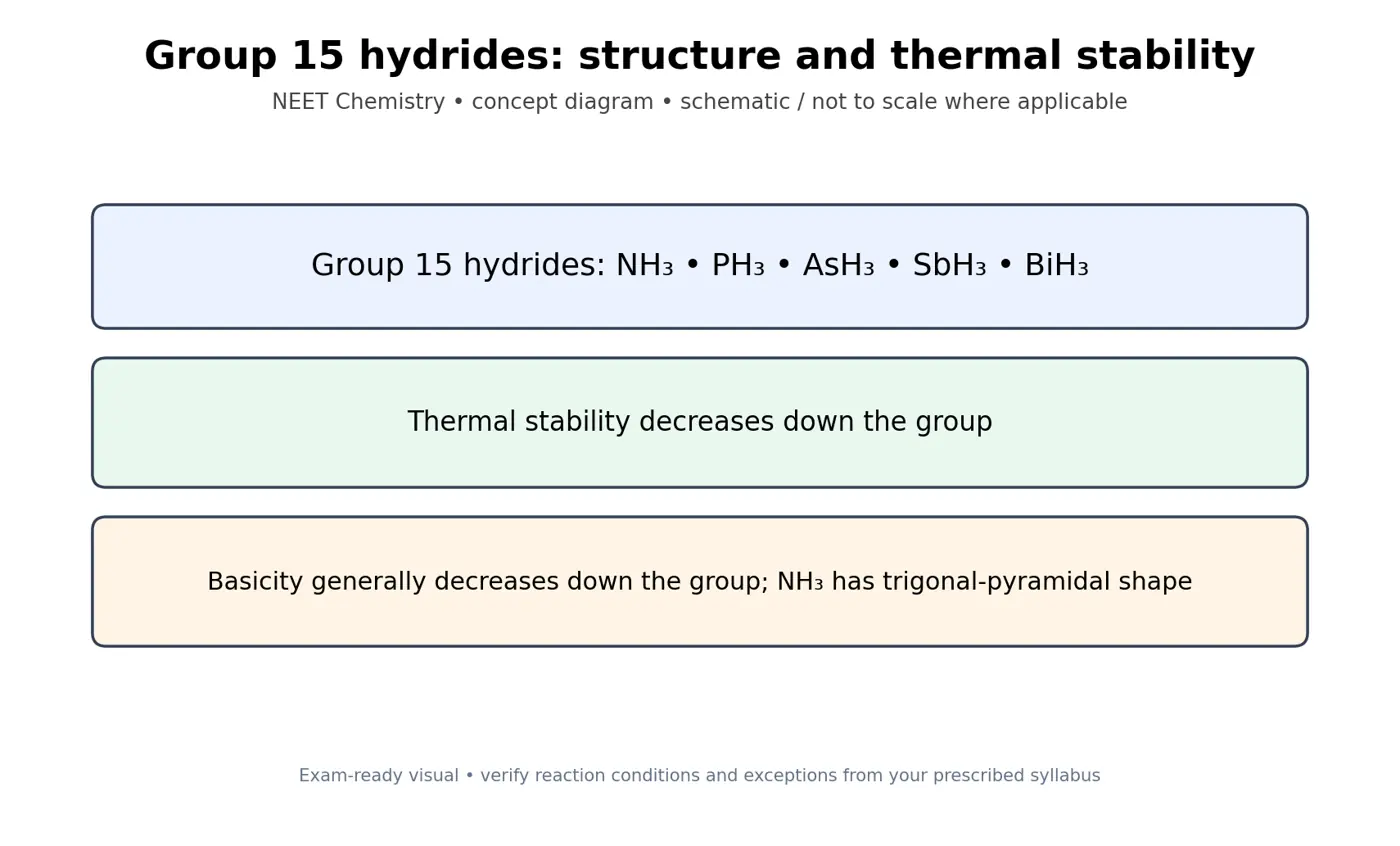 Group 15 hydrides: structure and thermal stability
NEET Chemistry • concept diagram • schematic / not to scale where applicable
Group 15 hydrides: NH₃ • PH₃ • AsH₃ • SbH₃ • BiH₃
Thermal stability decreases down the group
Basicity generally decreases down the group; NH₃ has trigonal-pyramidal shape
Exam-ready visual • verify reaction conditions and exceptions from your prescribed syllabus